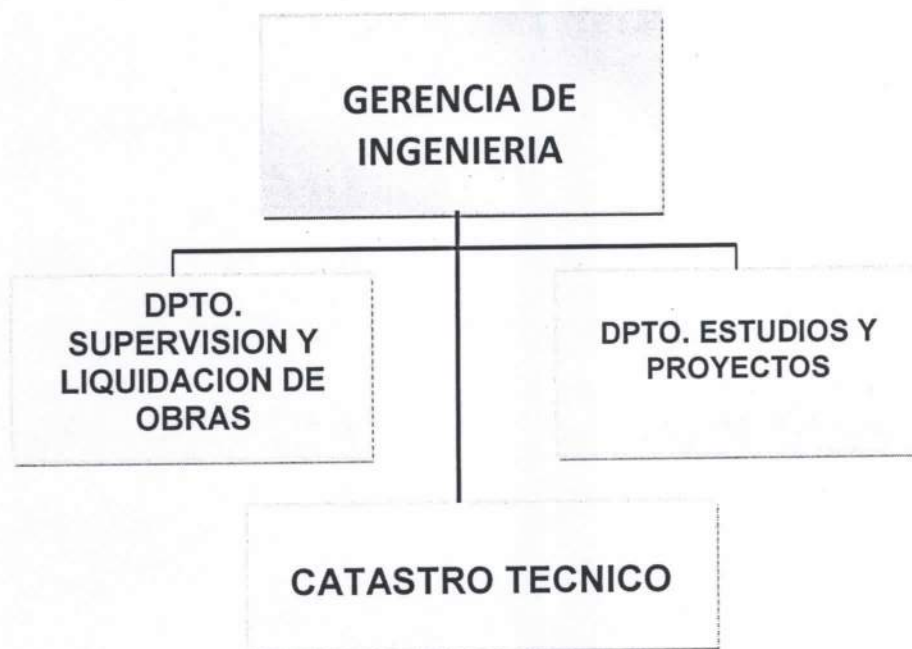 GERENCIA DE
INGENIERIA
DPTO.
SUPERVISION Y
LIQUIDACION DE
OBRAS
DPTO. ESTUDIOS Y
PROYECTOS
CATASTRO TECNICO